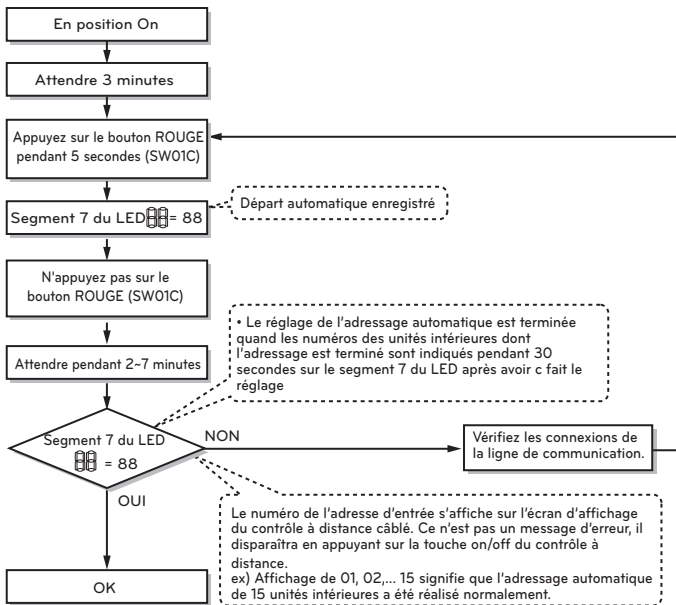 En position On
Attendre 3 minutes
Appuyez sur le bouton ROUGE
pendant 5 secondes (SW01C)
Segment 7 du LED 88 = 88
Départ automatique enregistré
N'appuyez pas sur le
bouton ROUGE (SW01C)
• Le réglage de l'adressage automatique est terminée
quand les numéros des unités intérieures dont
l'adressage est terminé sont indiqués pendant 30
secondes sur le segment 7 du LED après avoir c fait le
réglage
Attendre pendant 2~7 minutes
Segment 7 du LED
88 = 88
NON
Vérifiez les connexions de
la ligne de communication.
OUI
Le numéro de l'adresse d'entrée s'affiche sur l'écran d'affichage
du contrôle à distance câblé. Ce n'est pas un message d'erreur, il
disparaîtra en appuyant sur la touche on/off du contrôle à
distance.
ex) Affichage de 01, 02,... 15 signifie que l'adressage automatique
de 15 unités intérieures a été réalisé normalement.
OK